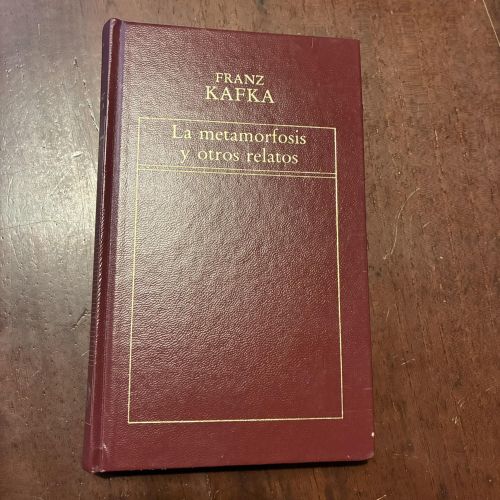 FRANZ
KAFKA
La metamorfosis
y otros relatos